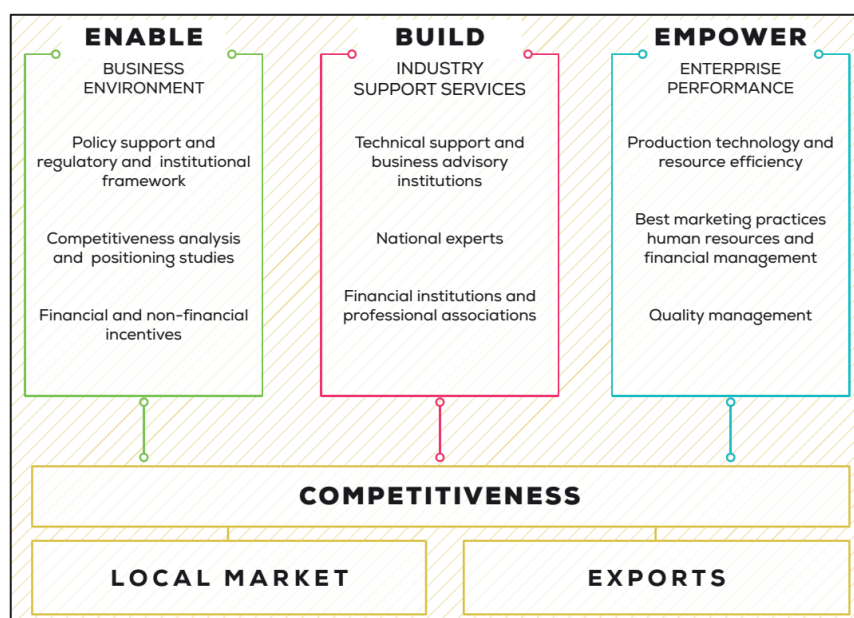 ENABLE
BUSINESS
ENVIRONMENT
Policy support and
regulatory and institutional
framework
Competitiveness analysis
and positioning studies
Financial and non-financial
incentives
BUILD
INDUSTRY
SUPPORT SERVICES
Technical support and
business advisory
institutions
National experts
Financial institutions and
professional associations
EMPOWER
ENTERPRISE
PERFORMANCE
Production technology and
resource efficiency
Best marketing practices
human resources and
financial management
Quality management
COMPETITIVENESS
LOCAL MARKET
EXPORTS